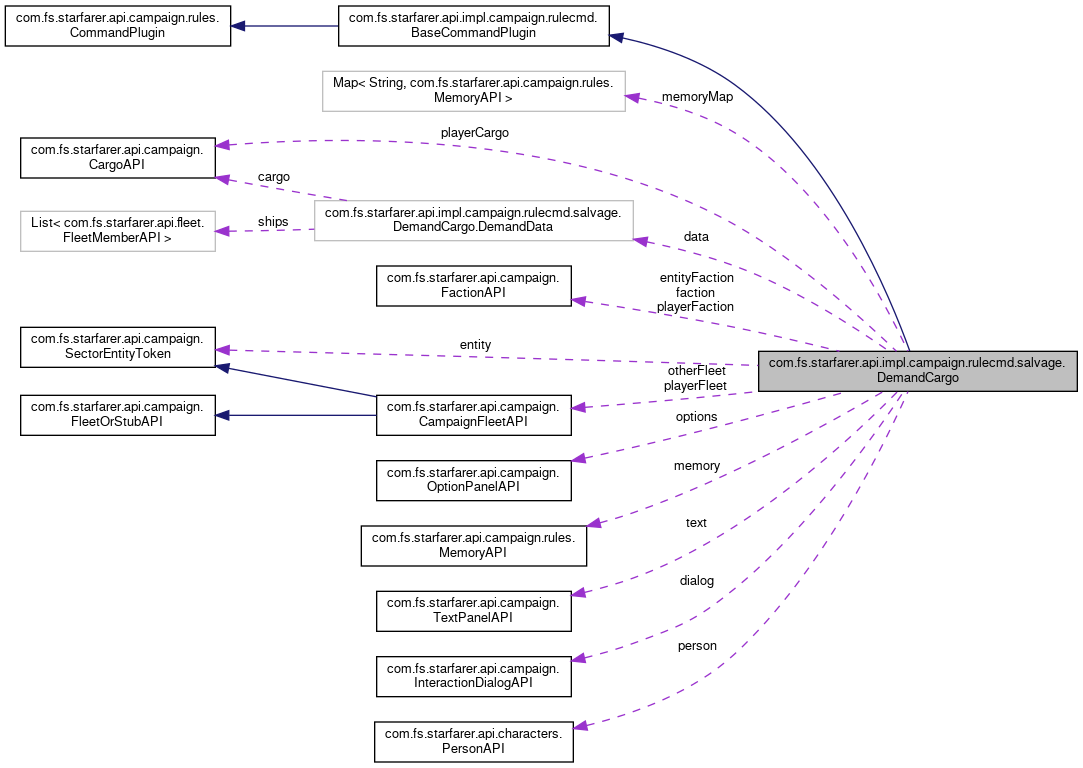 com.fs.starfarer.api.campaign.rules.
CommandPlugin
com.fs.starfarer.api.impl.campaign.rulecmd.
BaseCommandPlugin
Map< String, com.fs.starfarer.api.campaign.rules.
MemoryAPI >
memoryMap
playerCargo
com.fs.starfarer.api.campaign.
CargoAPI
cargo
List< com.fs.starfarer.api.fleet.
FleetMemberAPI >
ships
com.fs.starfarer.api.impl.campaign.rulecmd.salvage.
DemandCargo.DemandData
data
com.fs.starfarer.api.campaign.
FactionAPI
entityFaction
faction
playerFaction
com.fs.starfarer.api.campaign.
SectorEntityToken
entity
com.fs.starfarer.api.impl.campaign.rulecmd.salvage.
DemandCargo
otherFleet
playerFleet
com.fs.starfarer.api.campaign.
FleetOrStubAPI
com.fs.starfarer.api.campaign.
CampaignFleetAPI
options
com.fs.starfarer.api.campaign.
OptionPanelAPI
memory
com.fs.starfarer.api.campaign.rules.
MemoryAPI
text
com.fs.starfarer.api.campaign.
TextPanelAPI
dialog
com.fs.starfarer.api.campaign.
InteractionDialogAPI
person
com.fs.starfarer.api.characters.
PersonAPI